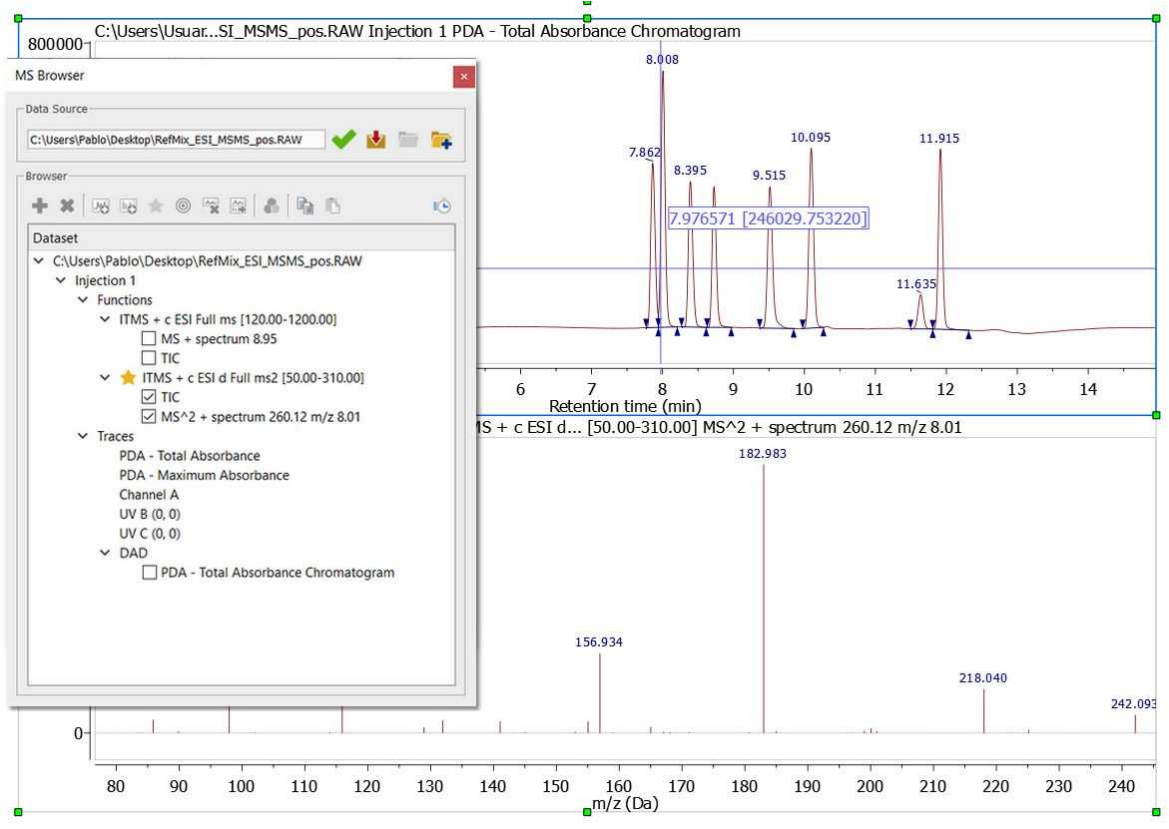 C:\Users\Usuar...SI_MSMS_pos.RAW Injection 1 PDA - Total Absorbance Chromatogram
800000
MS Browser
Data Source
C:\Users\Pablo\Desktop\RefMix_ESI_MSMS_pos.RAW
Browser
Dataset
C:\Users\Pablo\Desktop\RefMix_ESI_MSMS_pos.RAW
Injection 1
Functions
ITMS + c ESI Full ms [120.00-1200.00]
MS + spectrum 8.95
TIC
ITMS + c ESI d Full ms2 [50.00-310.00]
TIC
MS^2 + spectrum 260.12 m/z 8.01
Traces
PDA - Total Absorbance
PDA - Maximum Absorbance
Channel A
UV B (0, 0)
UV C (0, 0)
DAD
PDA - Total Absorbance Chromatogram
8.008
7.862
8.395
9.515
10.095
11.915
7.976571 [246029.753220]
11.635
6 7 8 9 10 11 12 13 14
Retention time (min)
MS + c ESI d... [50.00-310.00] MS^2 + spectrum 260.12 m/z 8.01
182.983
156.934
218.040
242.093
0
80 90 100 110 120 130 140 150 160 170 180 190 200 210 220 230 240
m/z (Da)